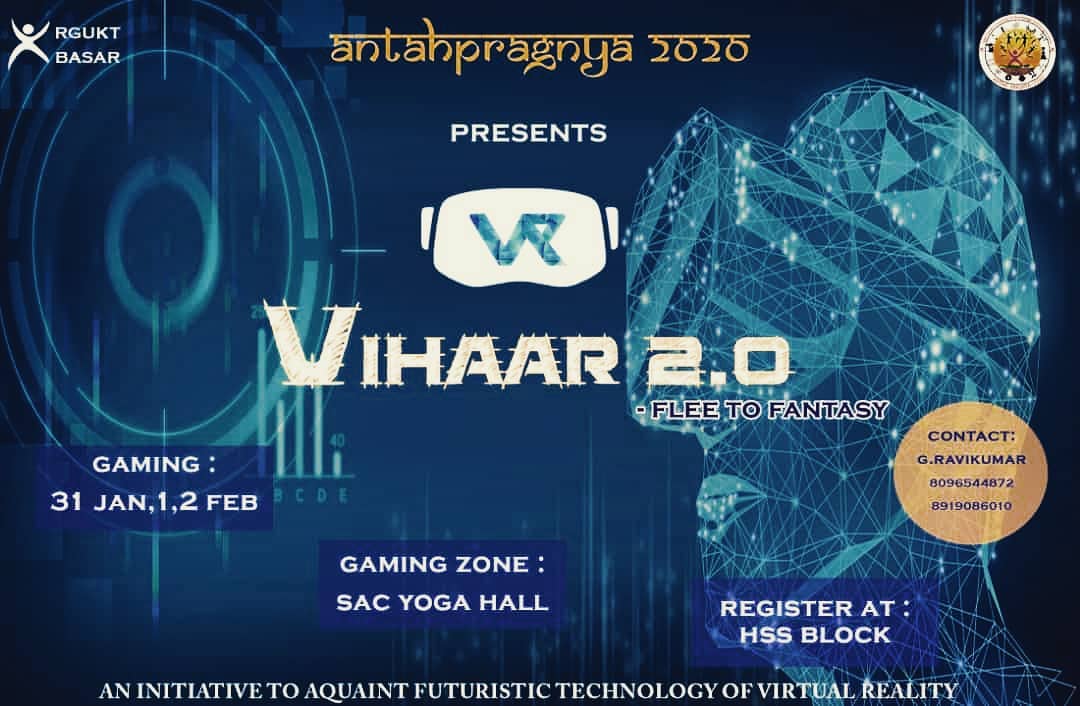 RGUKT
BASAR
antahpragnya 2020
PRESENTS
VR
VIHAAR 2.0
- FLEE TO FANTASY
40
B C D E
CONTACT:
G.RAVIKUMAR
8096544872
8919086010
GAMING :
31 JAN,1,2 FEB
GAMING ZONE :
SAC YOGA HALL
REGISTER AT :
HSS BLOCK
AN INITIATIVE TO AQUAINT FUTURISTIC TECHNOLOGY OF VIRTUAL REALITY